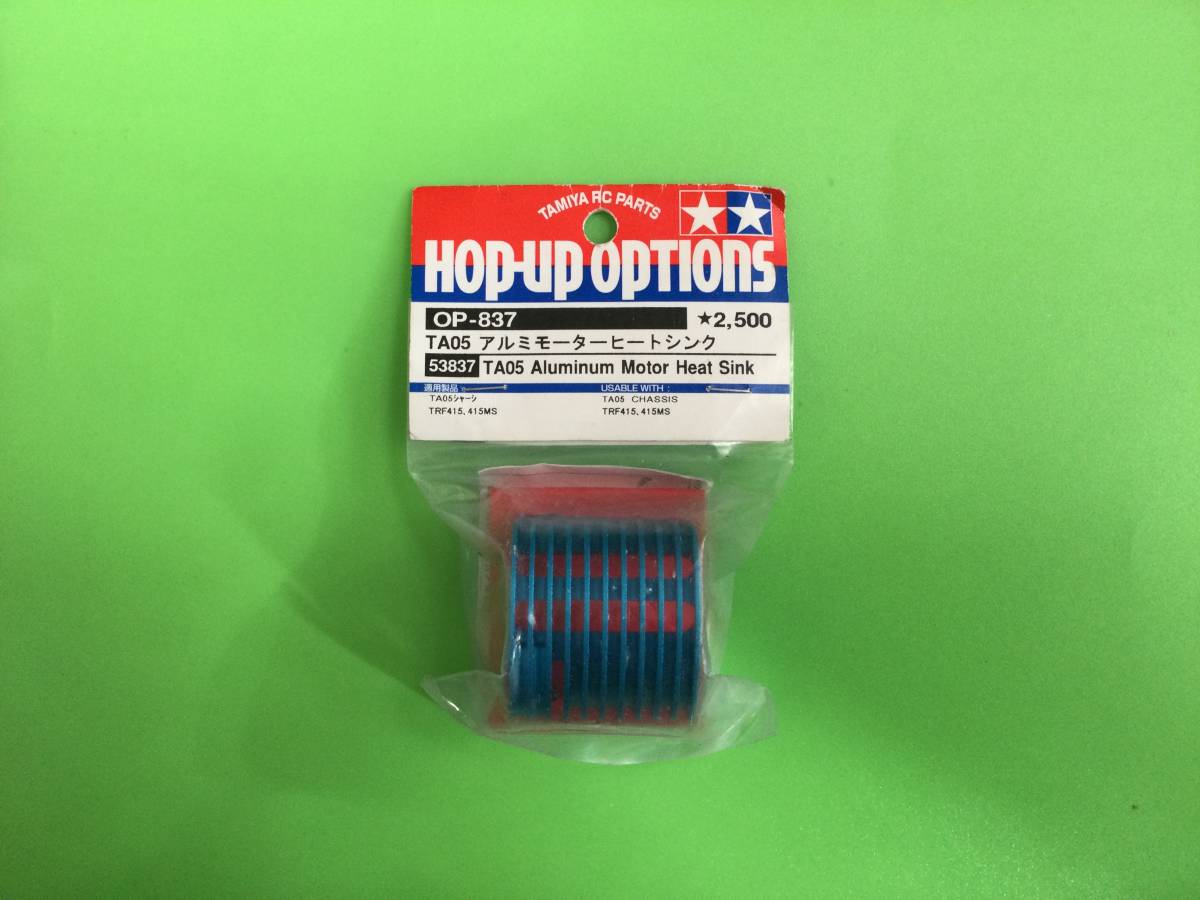 TAMIYA RC PARTS
HOP-UP OPTIONS
OP-837 ★2,500
TA05 アルミモーターヒートシンク
53837 TA05 Aluminum Motor Heat Sink
適用製品 USABLE WITH :
TA05シャーシ TA05 CHASSIS
TRF415、415MS TRF415、415MS